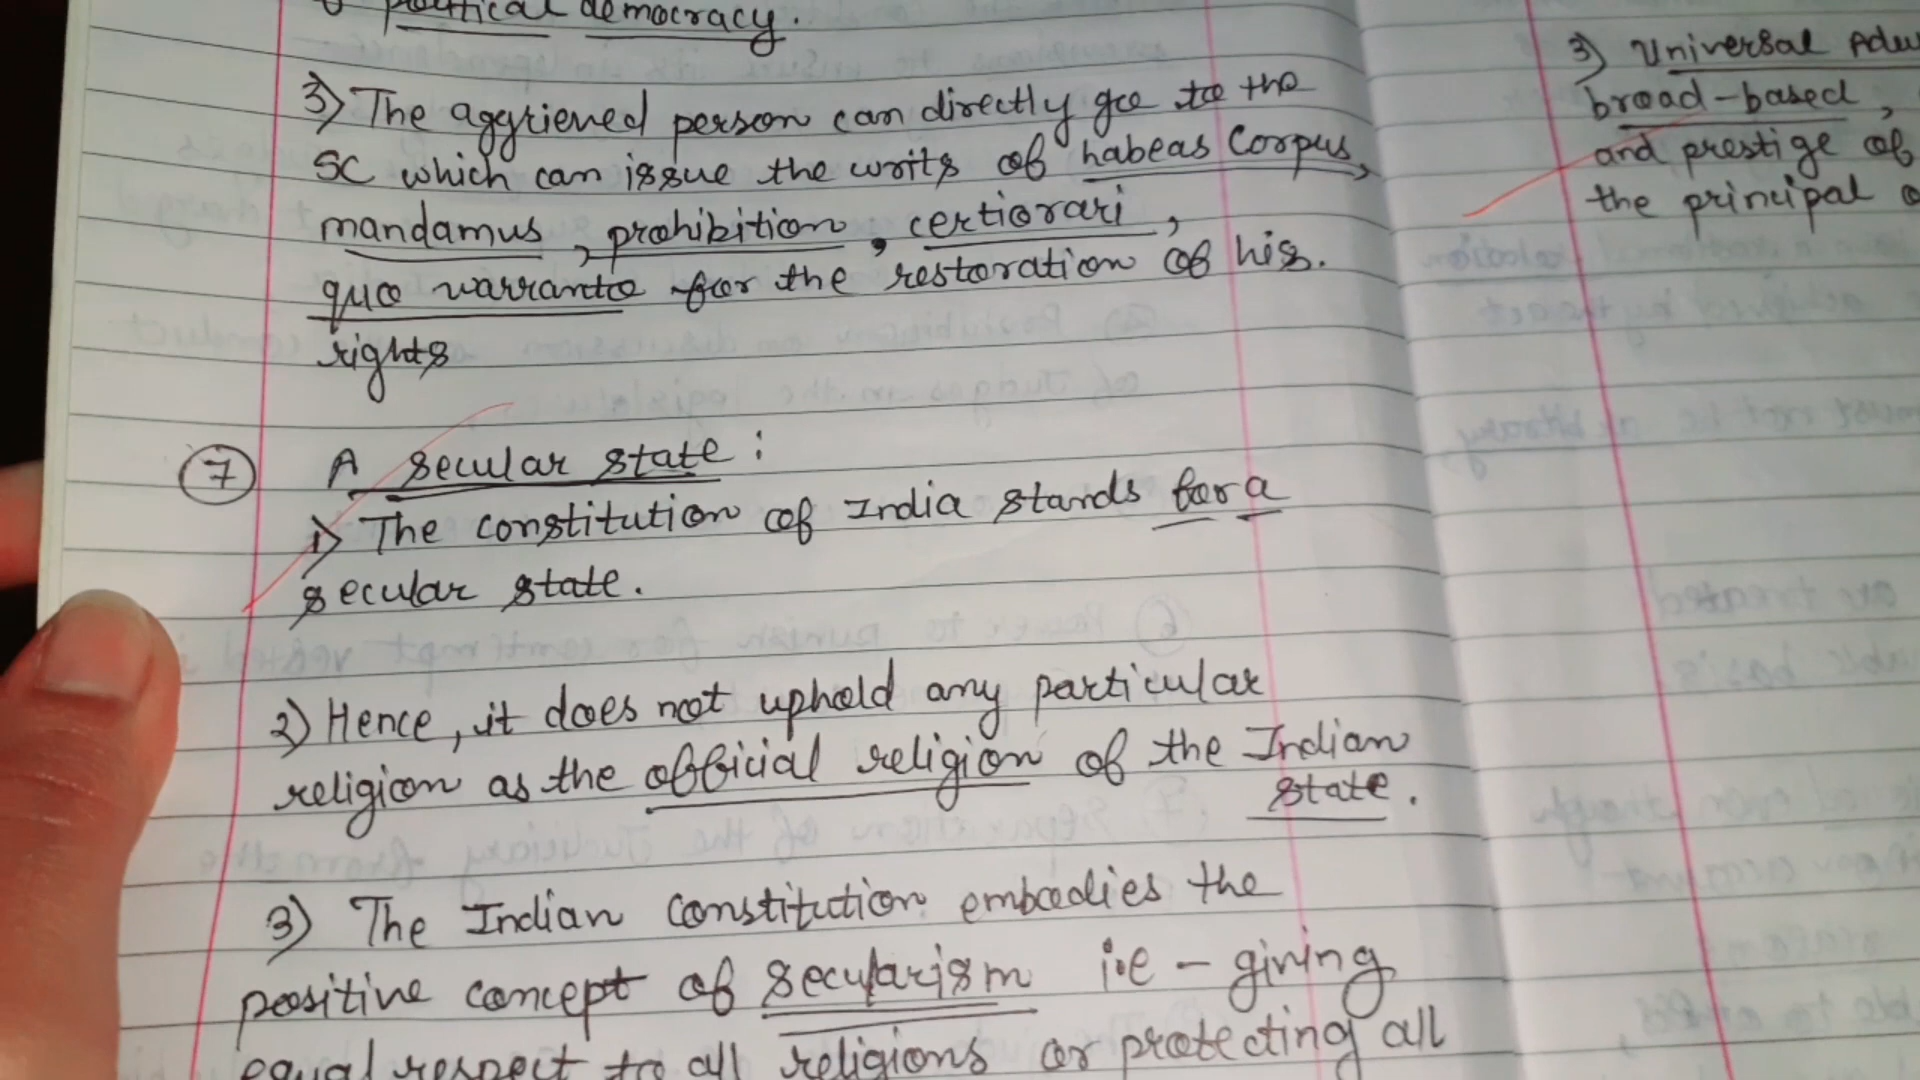 political democracy.
3) The aggrieved person can directly go to the
SC which can issue the writs of habeas Corpus,
mandamus, prohibition, certiorari,
quo warranto for the restoration of his.
rights
7 A secular state:
1) The constitution of India stands for a
secular state.
2) Hence, it does not uphold any particular
religion as the official religion of the Indian
state.
3) The Indian constitution embodies the
positive concept of secularism i.e - giving
equal respect to all religions or protecting all
3) Universal
broad-based,
and prestige of
the principal